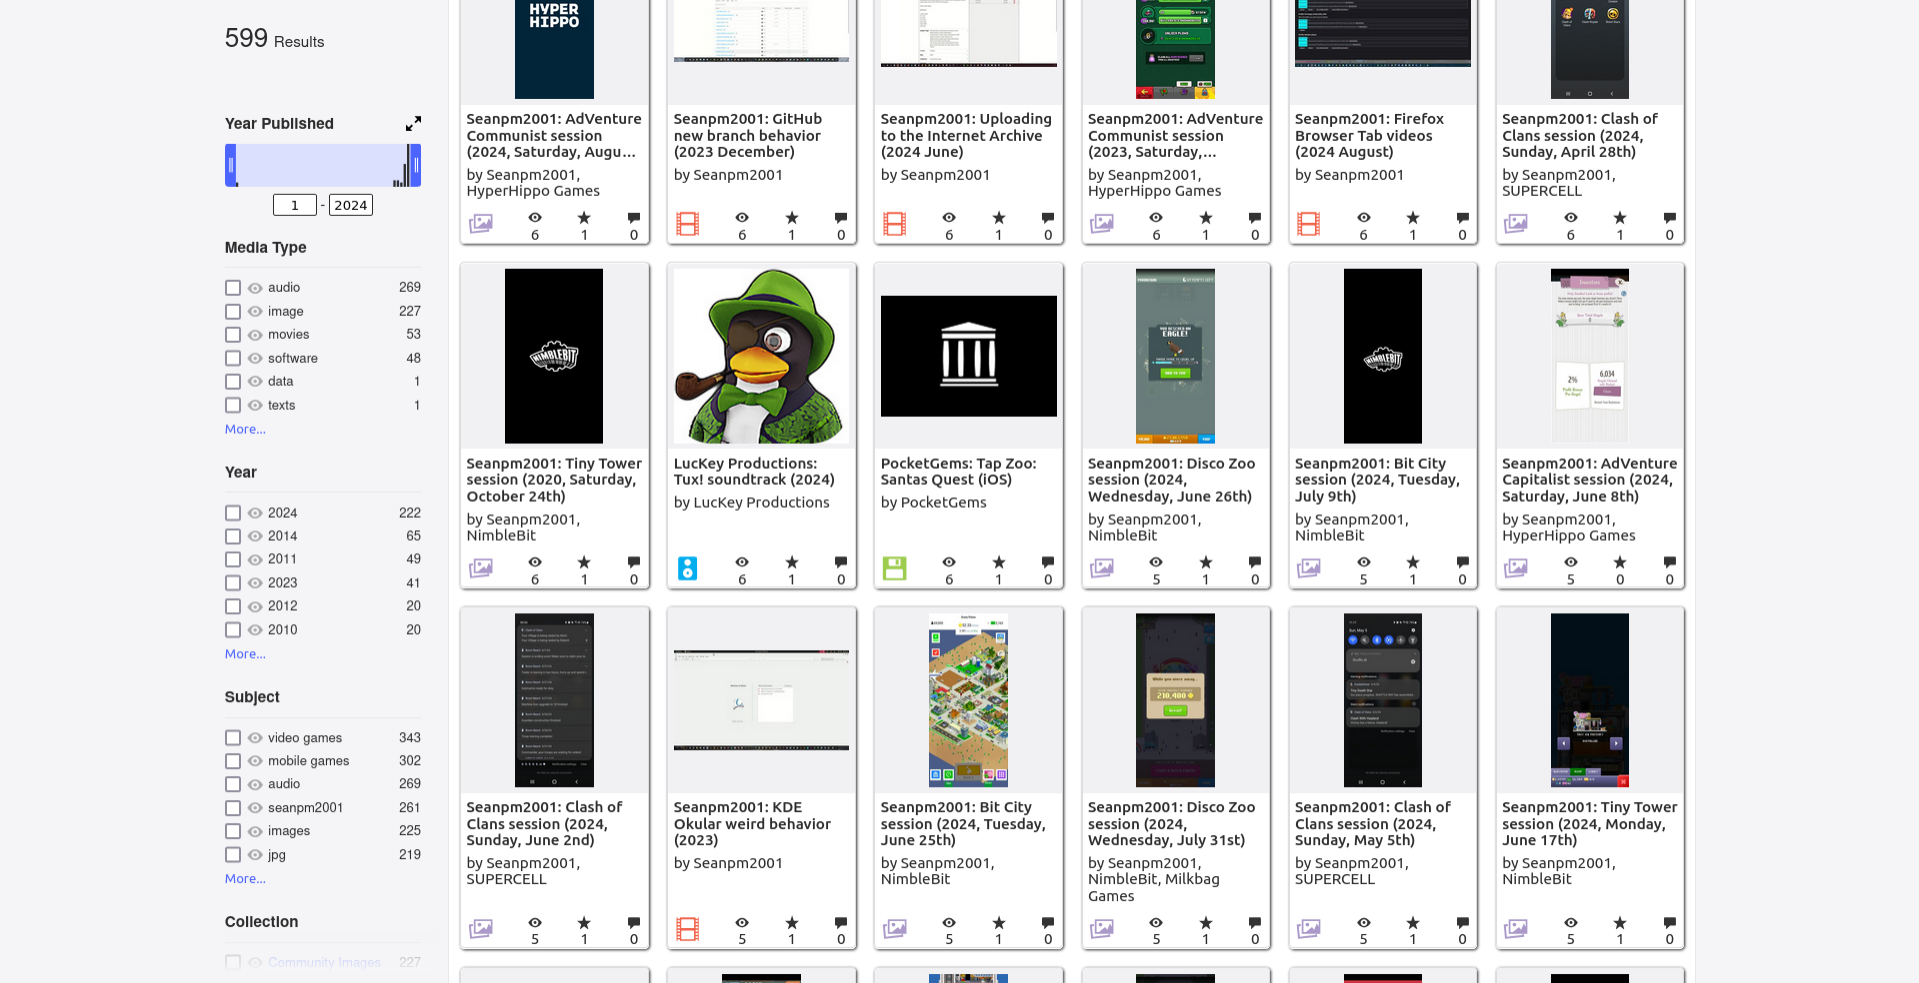 599 Results
Year Published
1 - 2024
Media Type
audio 269
image 227
movies 53
software 48
data 1
texts 1
More...
Year
2024 222
2014 65
2011 49
2023 41
2012 20
2010 20
More...
Subject
video games 343
mobile games 302
audio 269
seanpm2001 261
images 225
jpg 219
More...
Collection
Community Images 227
HYPER
HIPPO
Seanpm2001: AdVenture
Communist session
(2024, Saturday, Augu...
by Seanpm2001,
HyperHippo Games
6 1 0
Seanpm2001: GitHub
new branch behavior
(2023 December)
by Seanpm2001
6 1 0
Seanpm2001: Uploading
to the Internet Archive
(2024 June)
by Seanpm2001
6 1 0
Seanpm2001: AdVenture
Communist session
(2023, Saturday,...
by Seanpm2001,
HyperHippo Games
6 1 0
Seanpm2001: Firefox
Browser Tab videos
(2024 August)
by Seanpm2001
6 1 0
Seanpm2001: Clash of
Clans session (2024,
Sunday, April 28th)
by Seanpm2001,
SUPERCELL
6 1 0
NIMBLEBIT
Seanpm2001: Tiny Tower
session (2020, Saturday,
October 24th)
by Seanpm2001,
NimbleBit
6 1 0
LucKey Productions:
Tux! soundtrack (2024)
by LucKey Productions
6 1 0
PocketGems: Tap Zoo:
Santas Quest (iOS)
by PocketGems
6 1 0
EAGLE!
Seanpm2001: Disco Zoo
session (2024,
Wednesday, June 26th)
by Seanpm2001,
NimbleBit
5 1 0
NIMBLEBIT
Seanpm2001: Bit City
session (2024, Tuesday,
July 9th)
by Seanpm2001,
NimbleBit
5 1 0
2%
6,034
Seanpm2001: AdVenture
Capitalist session (2024,
Saturday, June 8th)
by Seanpm2001,
HyperHippo Games
5 0 0
Seanpm2001: Clash of
Clans session (2024,
Sunday, June 2nd)
by Seanpm2001,
SUPERCELL
5 1 0
Seanpm2001: KDE
Okular weird behavior
(2023)
by Seanpm2001
5 1 0
Seanpm2001: Bit City
session (2024, Tuesday,
June 25th)
by Seanpm2001,
NimbleBit
5 1 0
210,400
Seanpm2001: Disco Zoo
session (2024,
Wednesday, July 31st)
by Seanpm2001,
NimbleBit, Milkbag
Games
5 1 0
Sun, May 5
Seanpm2001: Clash of
Clans session (2024,
Sunday, May 5th)
by Seanpm2001,
SUPERCELL
5 1 0
Seanpm2001: Tiny Tower
session (2024, Monday,
June 17th)
by Seanpm2001,
NimbleBit
5 1 0